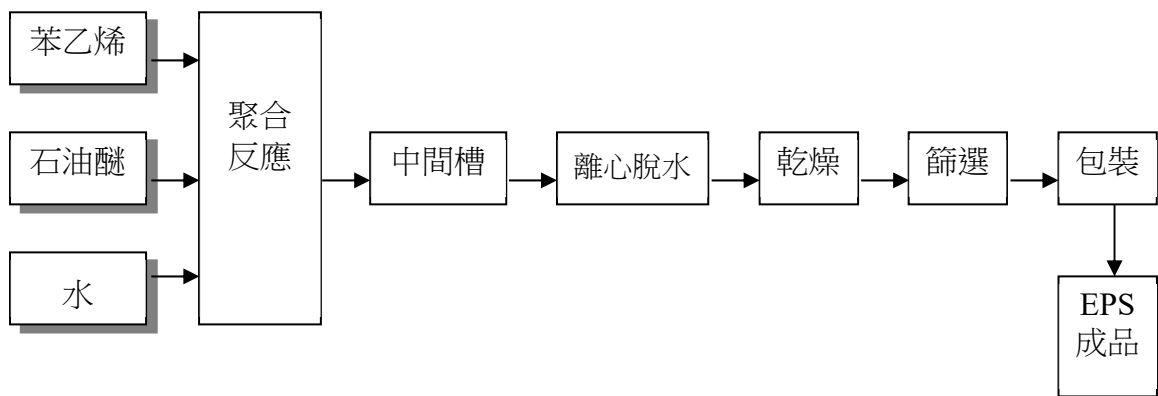 苯乙烯
石油醚
水
聚合
反應
中間槽
離心脫水
乾燥
篩選
包裝
EPS
成品